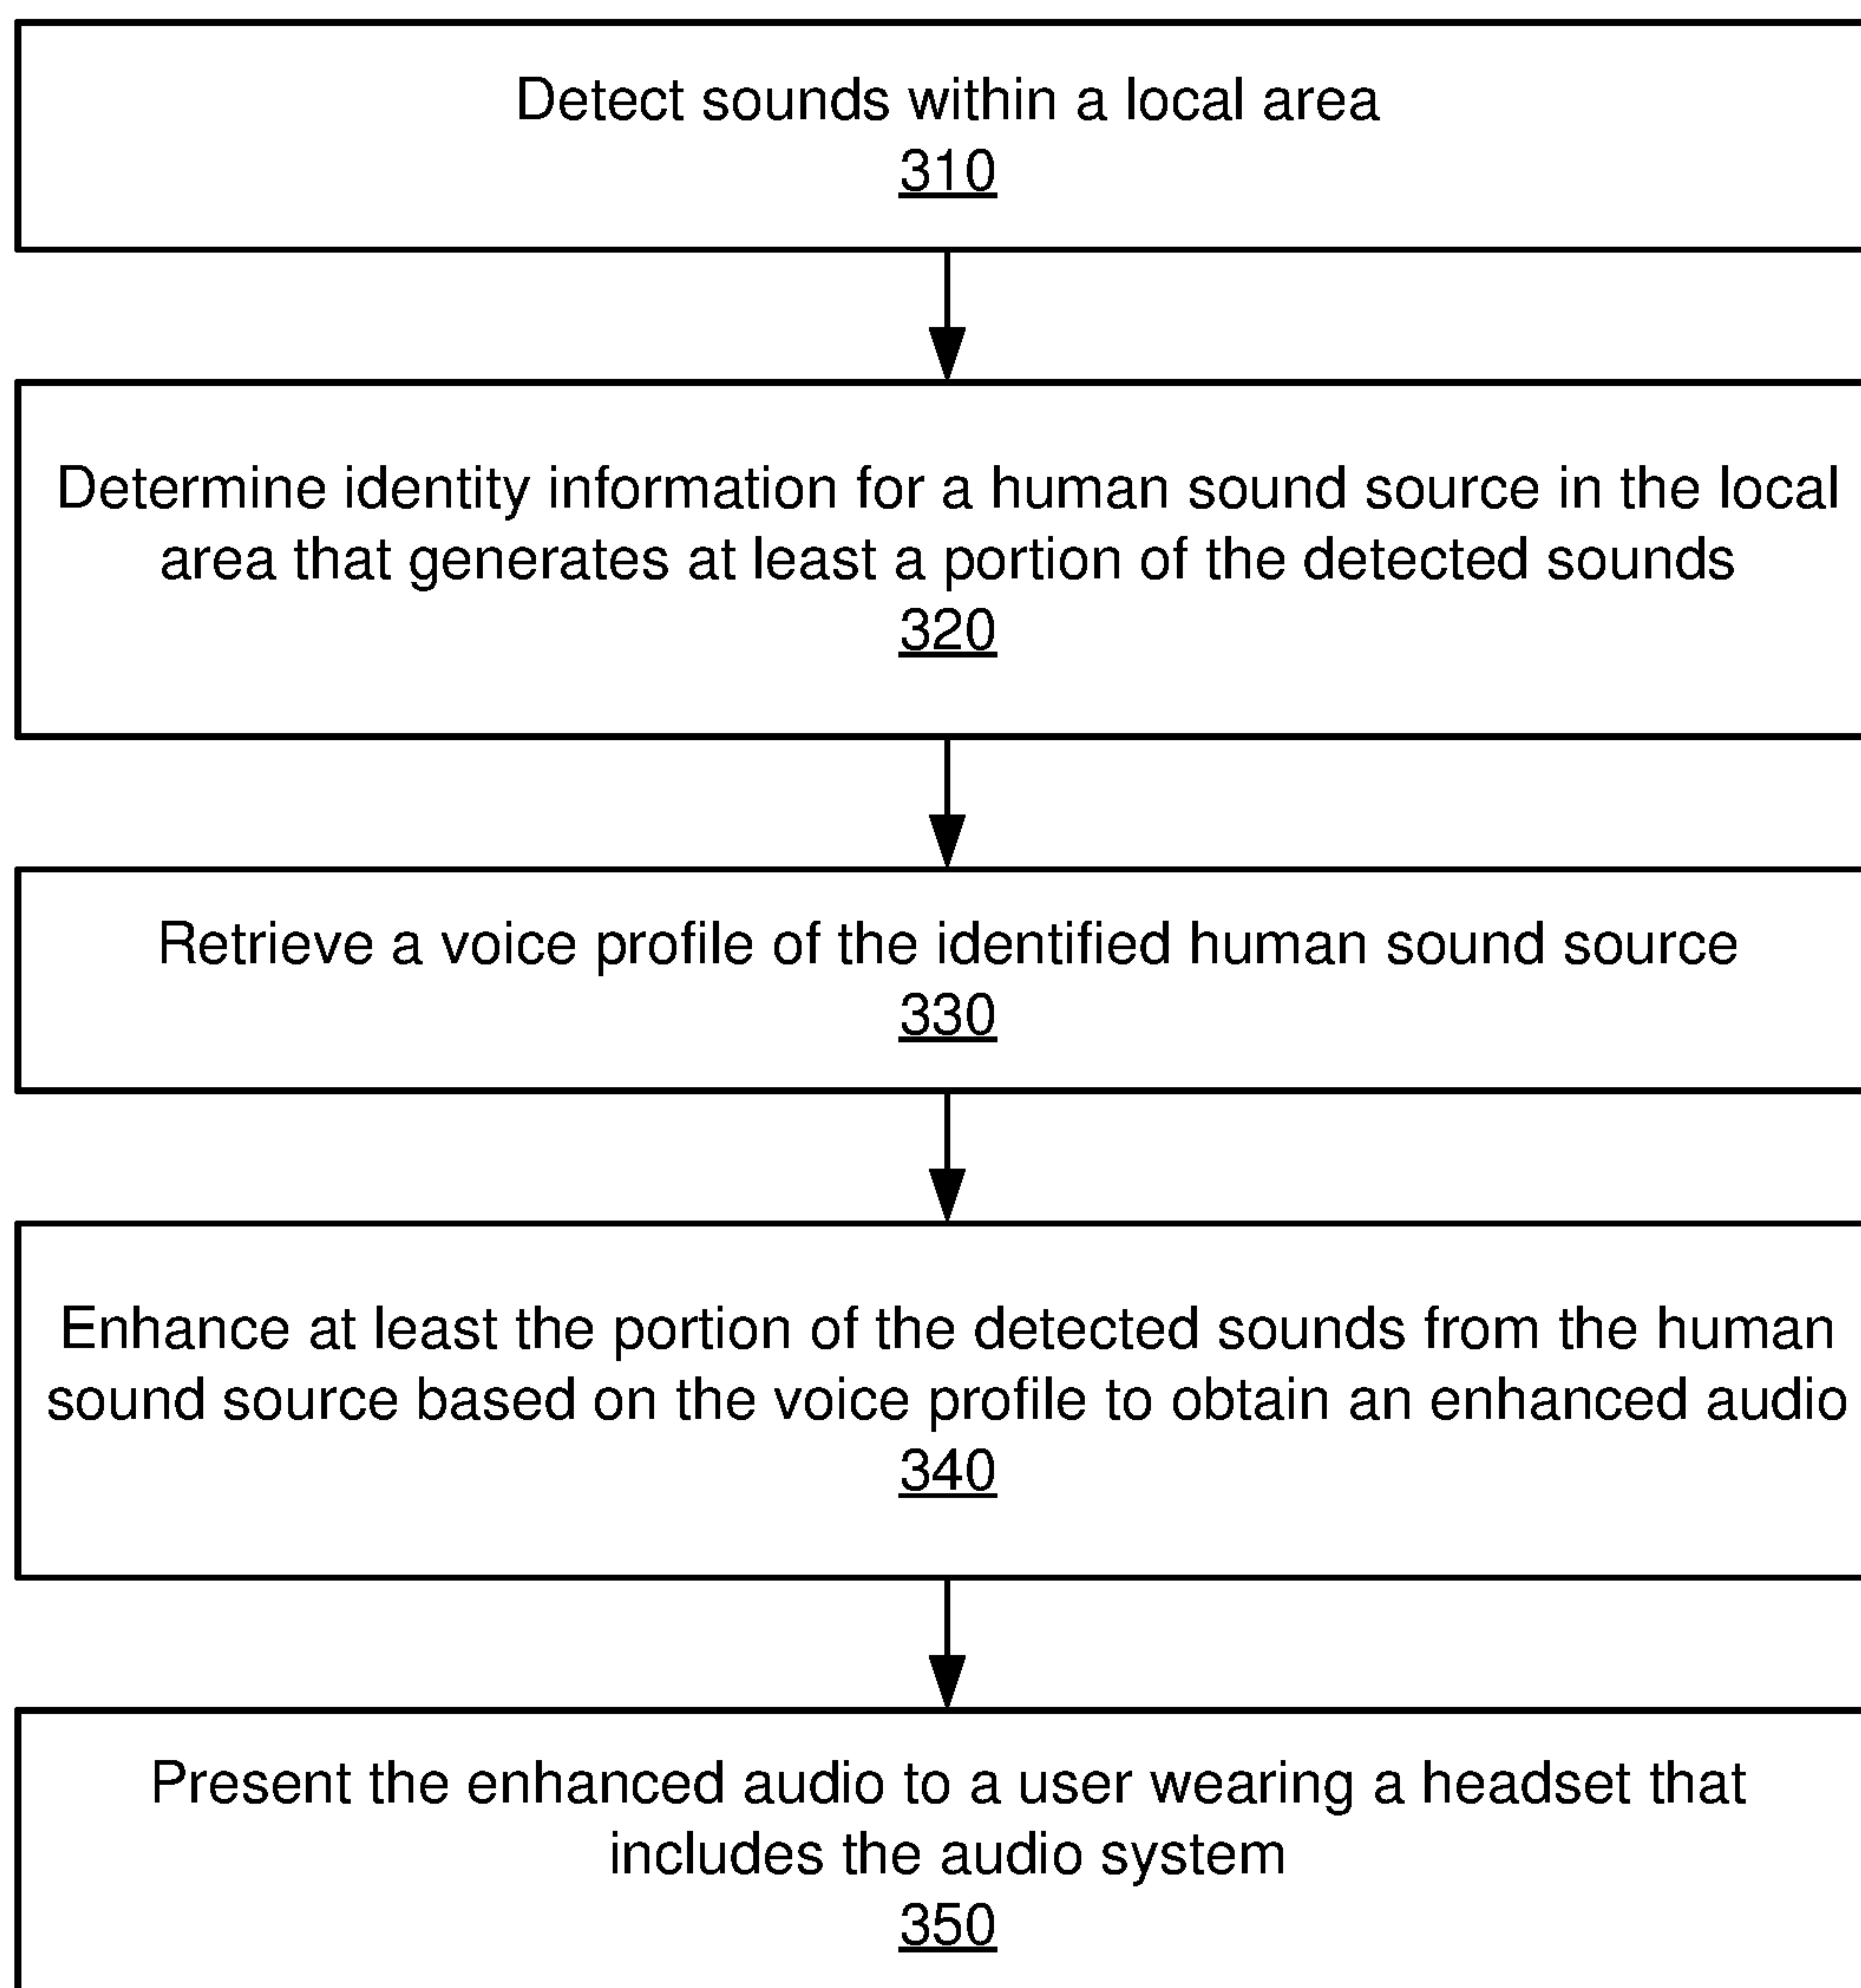 Detect sounds within a local area
310
Determine identity information for a human sound source in the local
area that generates at least a portion of the detected sounds
320
Retrieve a voice profile of the identified human sound source
330
Enhance at least the portion of the detected sounds from the human
sound source based on the voice profile to obtain an enhanced audio
340
Present the enhanced audio to a user wearing a headset that
includes the audio system
350